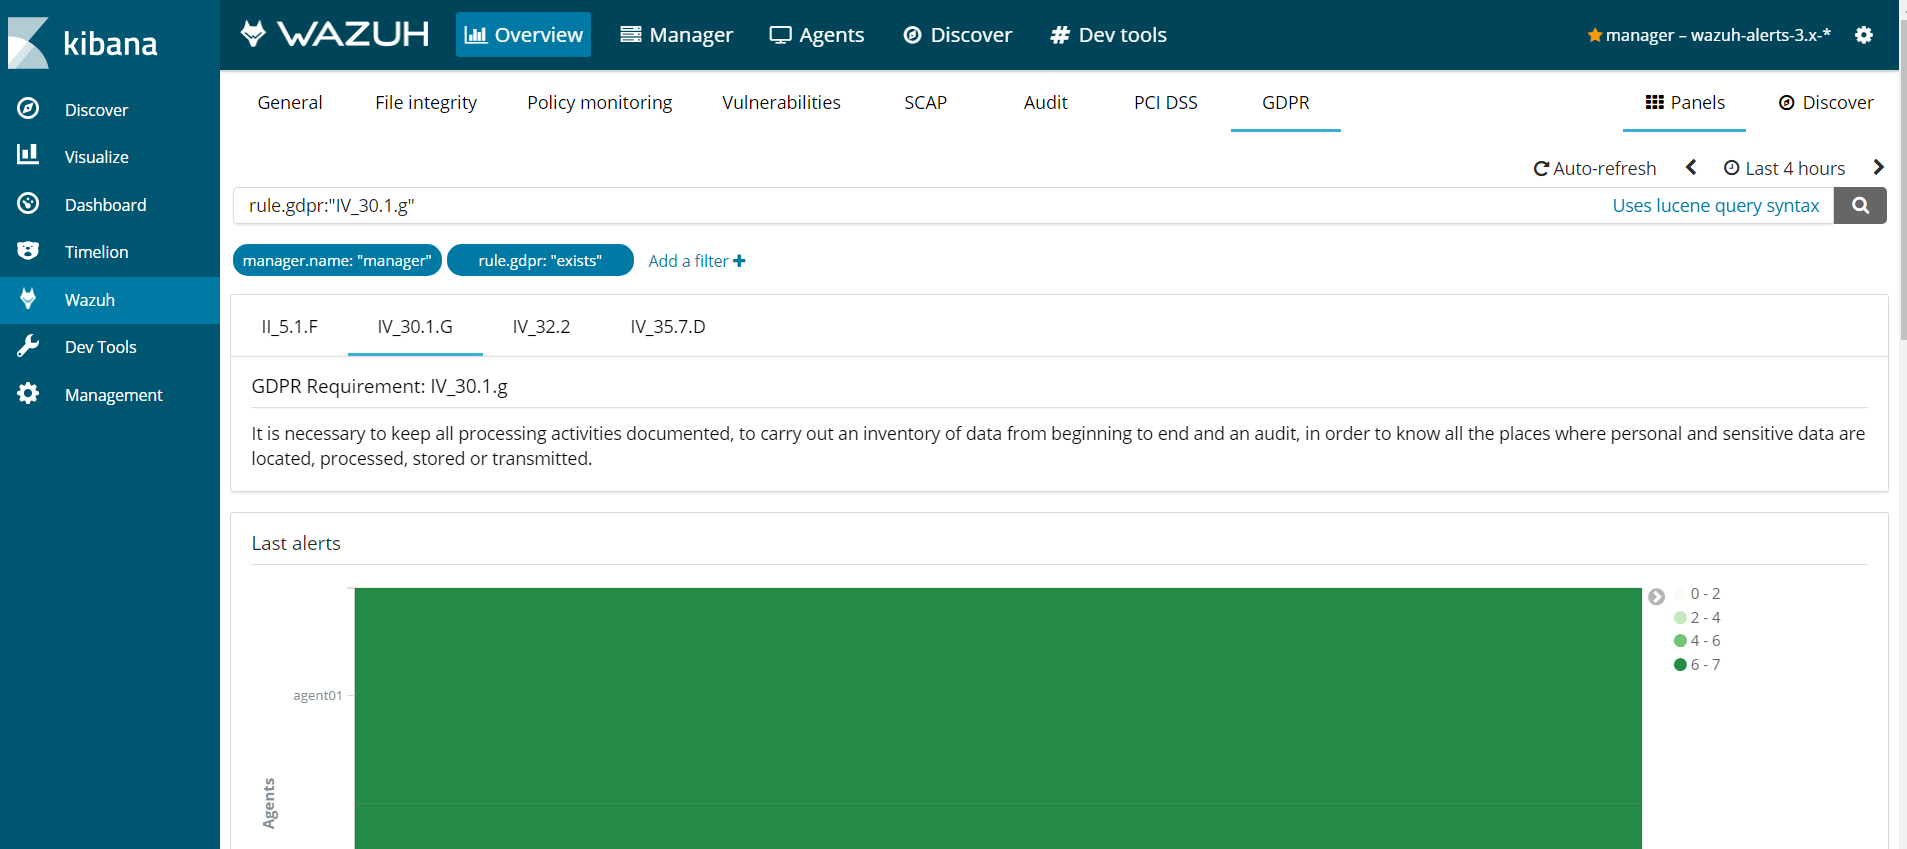 kibana
Discover
Visualize
Dashboard
Timelion
Wazuh
Dev Tools
Management
WAZUH Overview Manager Agents Discover Dev tools manager – wazuh-alerts-3.x-*
General File integrity Policy monitoring Vulnerabilities SCAP Audit PCI DSS GDPR Panels Discover
Auto-refresh Last 4 hours
rule.gdpr:"IV_30.1.g" Uses lucene query syntax
manager.name: "manager" rule.gdpr: "exists" Add a filter
II_5.1.F IV_30.1.G IV_32.2 IV_35.7.D
GDPR Requirement: IV_30.1.g
It is necessary to keep all processing activities documented, to carry out an inventory of data from beginning to end and an audit, in order to know all the places where personal and sensitive data are
located, processed, stored or transmitted.
Last alerts
0 - 2
2 - 4
4 - 6
6 - 7
agent01
Agents